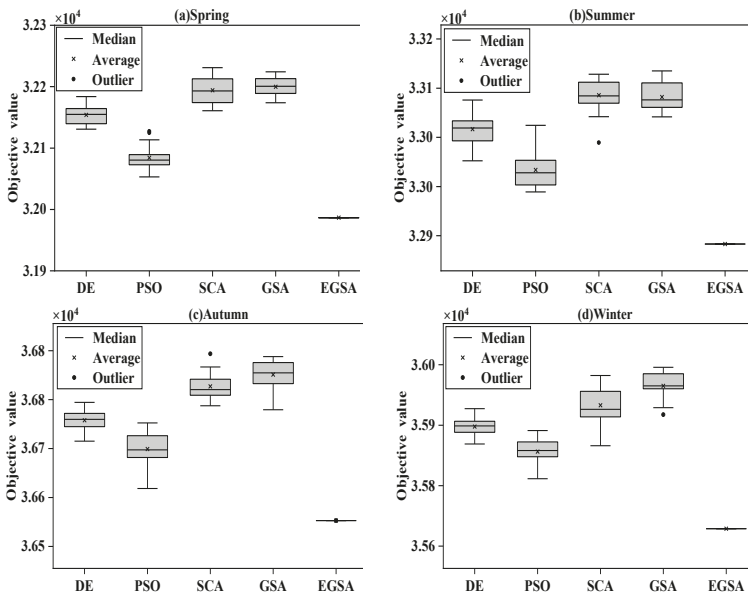 ×10⁴
(a)Spring
3.23
3.22
3.21
3.20
3.19
Objective value
Median
Average
Outlier
DE PSO SCA GSA EGSA
×10⁴
(b)Summer
3.320
3.310
3.30
3.30
3.29
Objective value
Median
Average
Outlier
DE PSO SCA GSA EGSA
×10⁴
(c)Autumn
3.68
3.68
3.67
3.66
3.65
Objective value
Median
Average
Outlier
DE PSO SCA GSA EGSA
×10⁴
(d)Winter
3.60
3.59
3.58
3.56
Objective value
Median
Average
Outlier
DE PSO SCA GSA EGSA